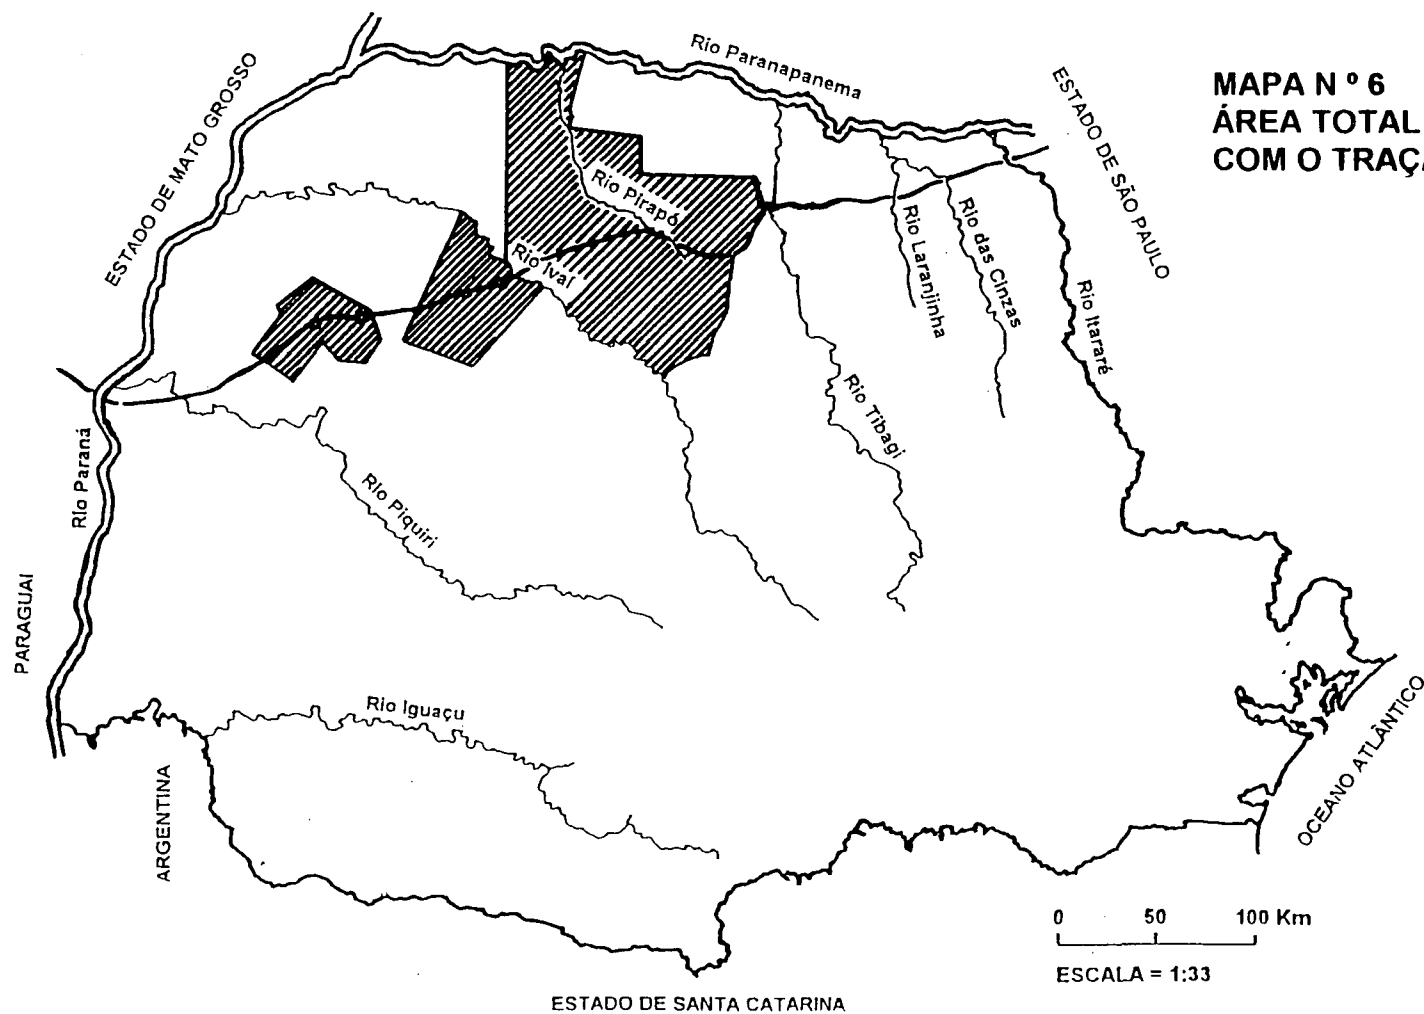 MAPA N º 6
ÁREA TOTAL
COM O TRAÇ
Rio Paranapanema
ESTADO DE MATO GROSSO
ESTADO DE SÃO PAULO
Rio Pirapó
Rio Ivaí
Rio Laranjinha
Rio das Cinzas
Rio Itararé
Rio Tibagi
Rio Paraná
Rio Piquiri
PARAGUAI
Rio Iguaçu
ARGENTINA
OCEANO ATLÂNTICO
0 50 100 Km
ESCALA = 1:33
ESTADO DE SANTA CATARINA